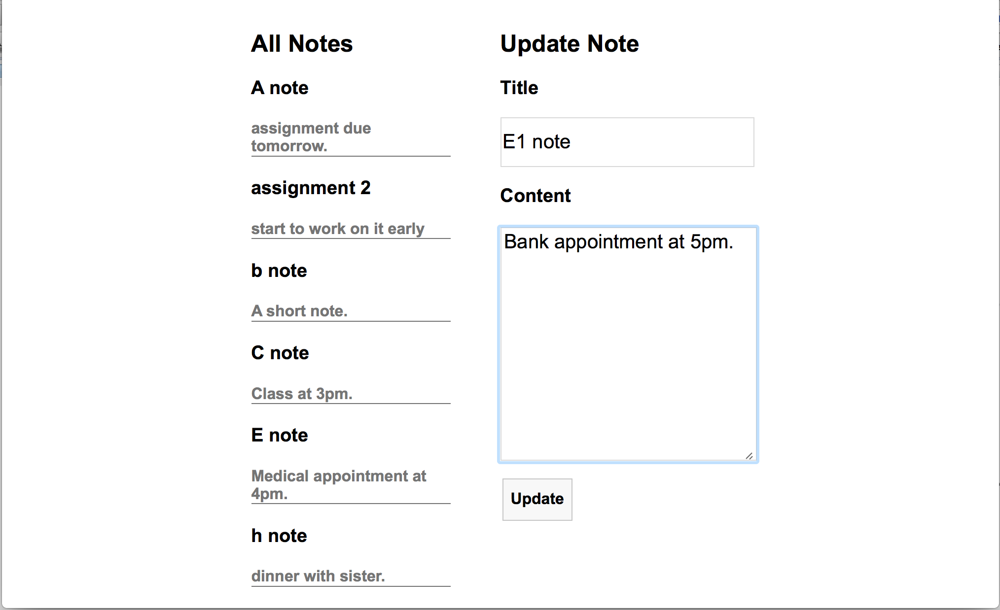 All Notes
A note
assignment due
tomorrow.
assignment 2
start to work on it early
b note
A short note.
C note
Class at 3pm.
E note
Medical appointment at
4pm.
h note
dinner with sister.
Update Note
Title
E1 note
Content
Bank appointment at 5pm.
Update